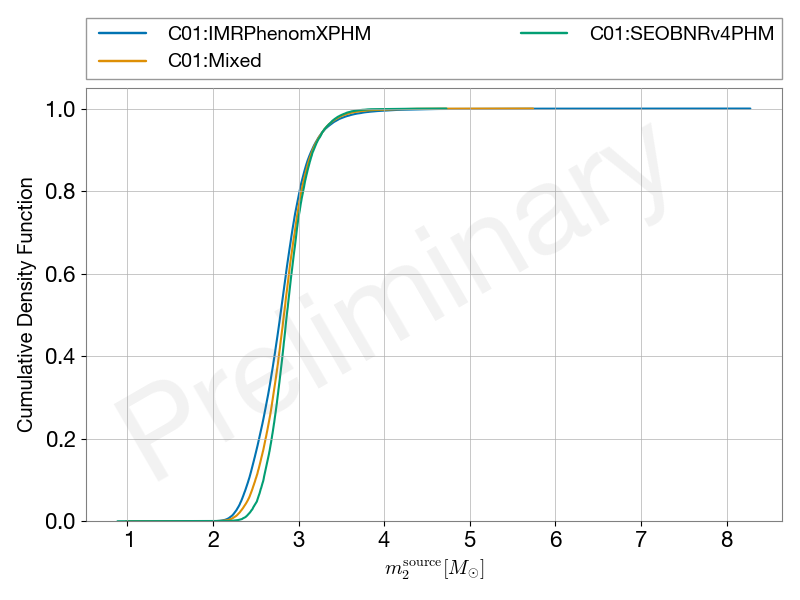 C01:IMRPhenomXPHM
C01:Mixed
C01:SEOBNRv4PHM
Cumulative Density Function
1.0
0.8
0.6
0.4
0.2
0.0
1 2 3 4 5 6 7 8
m₂^source [M☉]
Preliminary